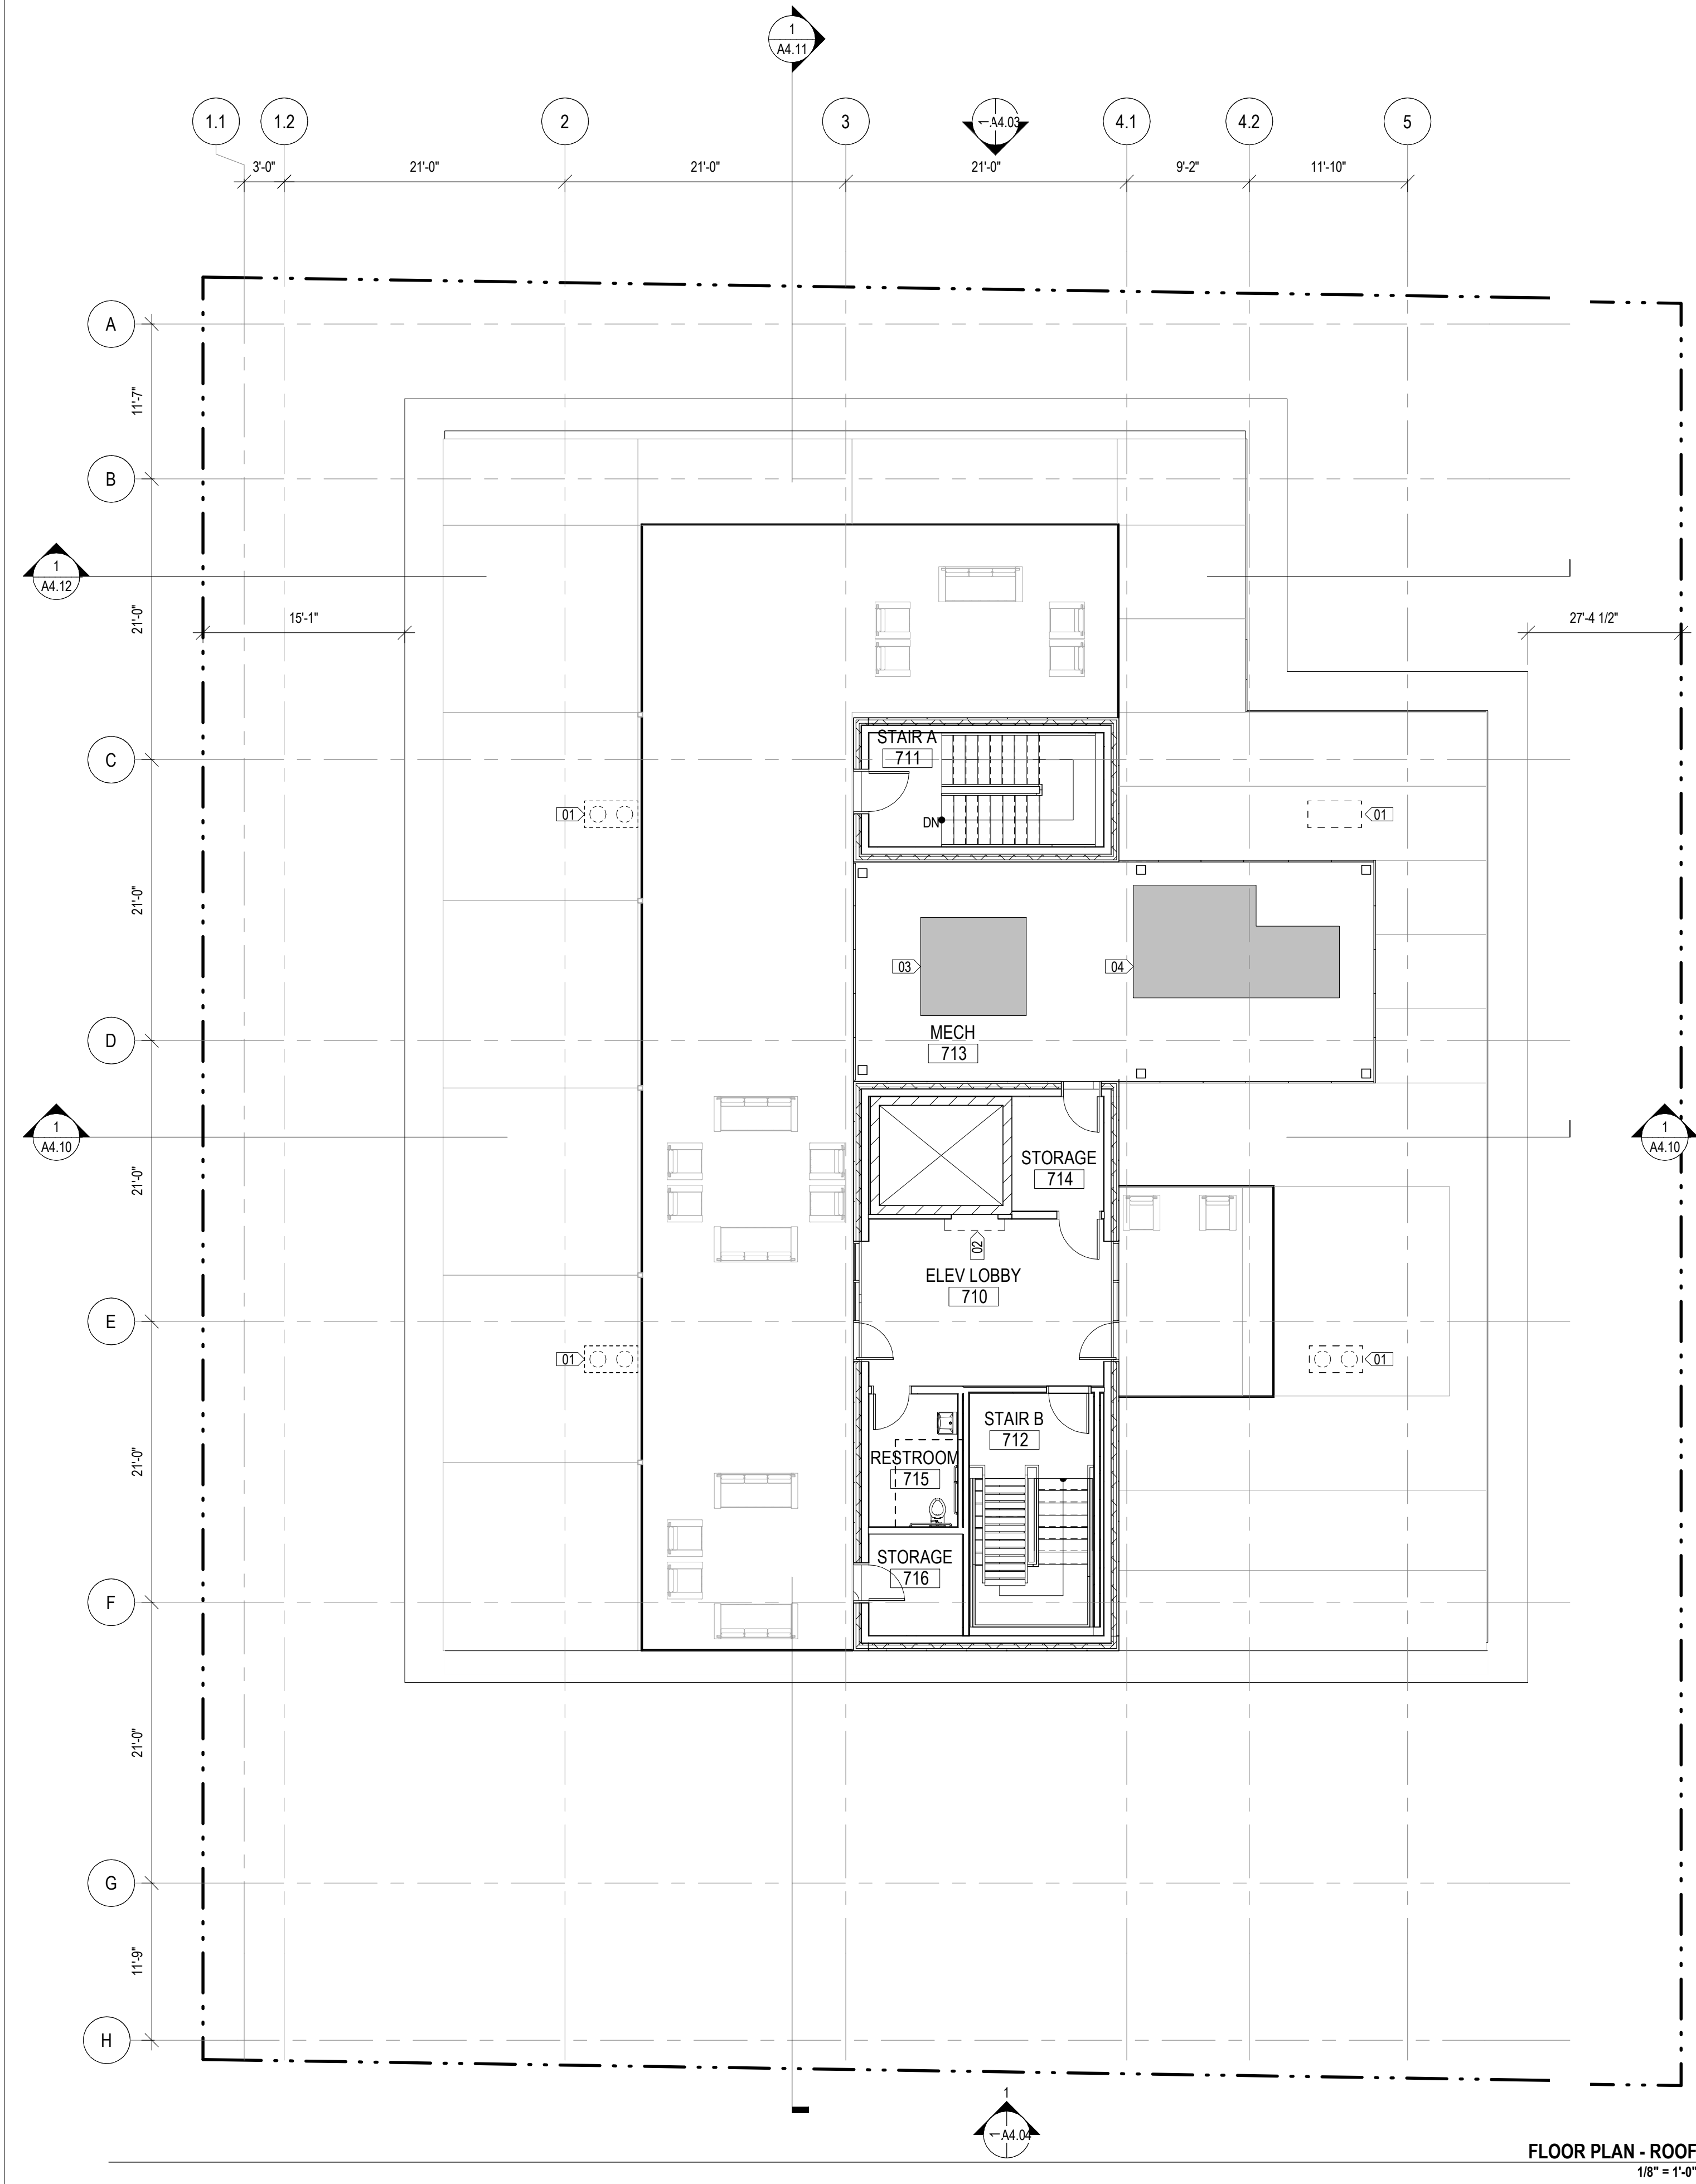 1
A4.11
1.1
1.2
2
3
1 A4.03
4.1
4.2
5
3'-0"
21'-0"
21'-0"
21'-0"
9'-2"
11'-10"
A
11'-7"
B
1
A4.12
21'-0"
15'-1"
27'-4 1/2"
STAIR A
711
C
01
DN
01
21'-0"
03
04
MECH
713
D
1
A4.10
1
A4.10
STORAGE
714
21'-0"
02
ELEV LOBBY
710
E
01
01
STAIR B
712
21'-0"
RESTROOM
715
STORAGE
716
F
21'-0"
G
11'-9"
H
1
1 A4.04
FLOOR PLAN - ROOF
1/8" = 1'-0"